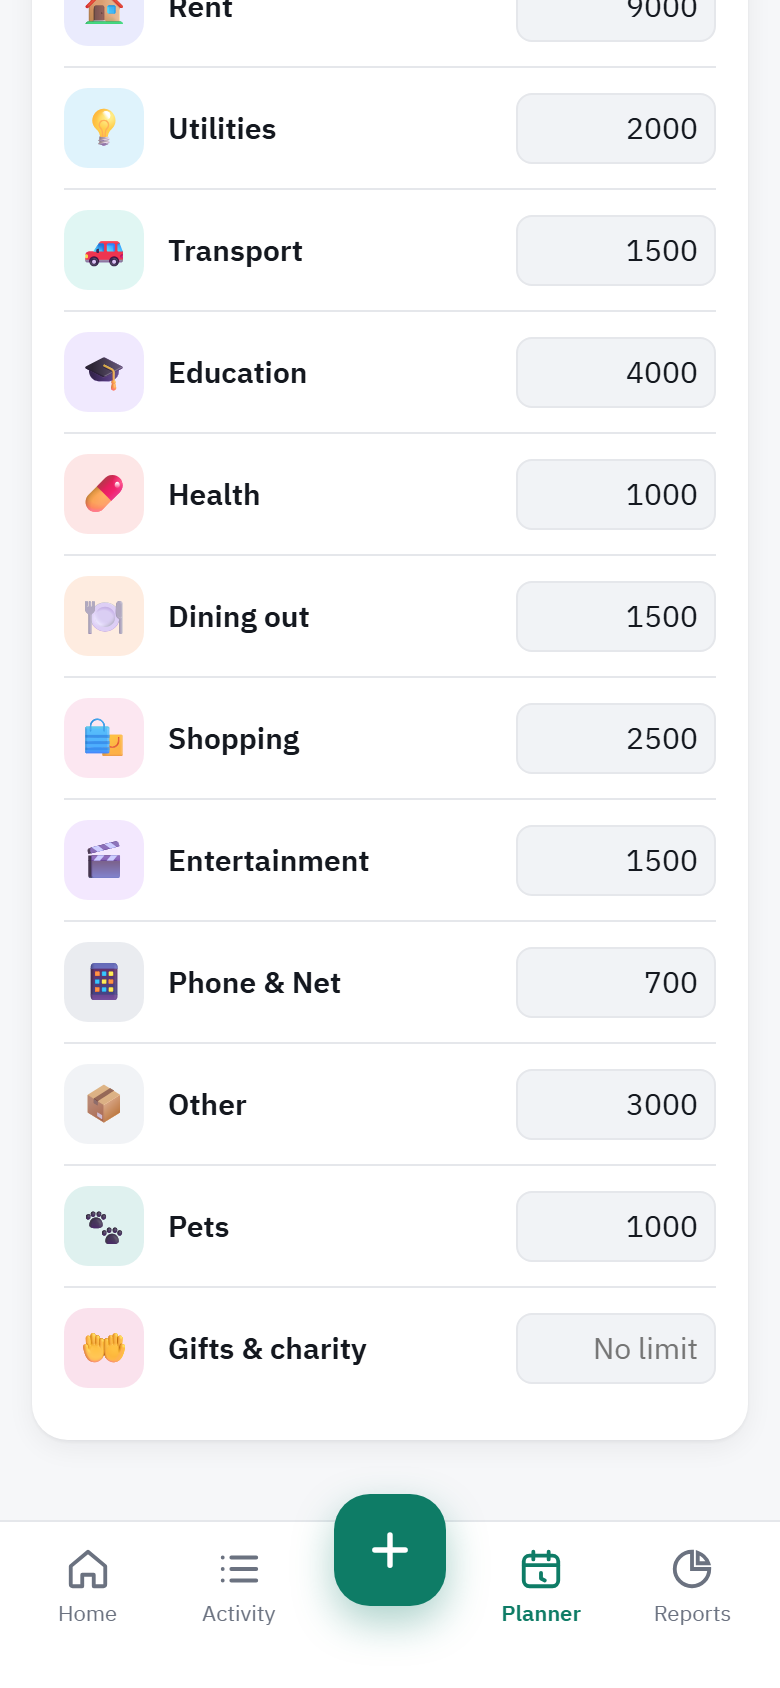 Rent 9000
Utilities 2000
Transport 1500
Education 4000
Health 1000
Dining out 1500
Shopping 2500
Entertainment 1500
Phone & Net 700
Other 3000
Pets 1000
Gifts & charity No limit
Home Activity Planner Reports